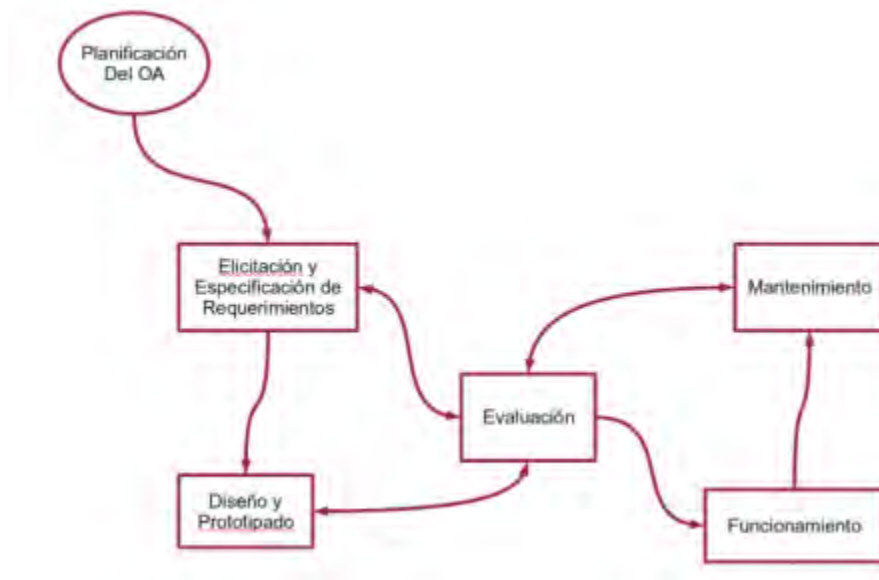 Planificación
Del OA
Elicitación y
Especificación de
Requerimientos
Mantenimiento
Evaluación
Diseño y
Prototipado
Funcionamiento